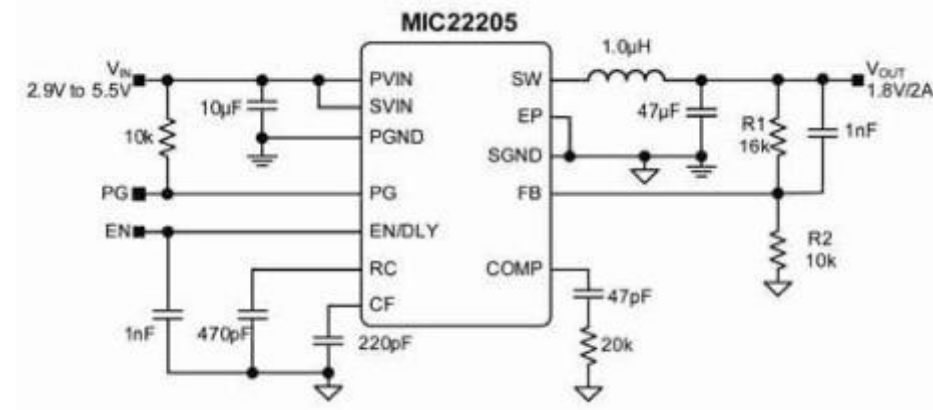 MIC22205
V_IN
2.9V to 5.5V
10k
10µF
PG
EN
1nF
470pF
220pF
PVIN
SVIN
PGND
PG
EN/DLY
RC
CF
SW
EP
SGND
FB
COMP
1.0µH
47µF
R1
16k
1nF
V_OUT
1.8V/2A
R2
10k
47pF
20k